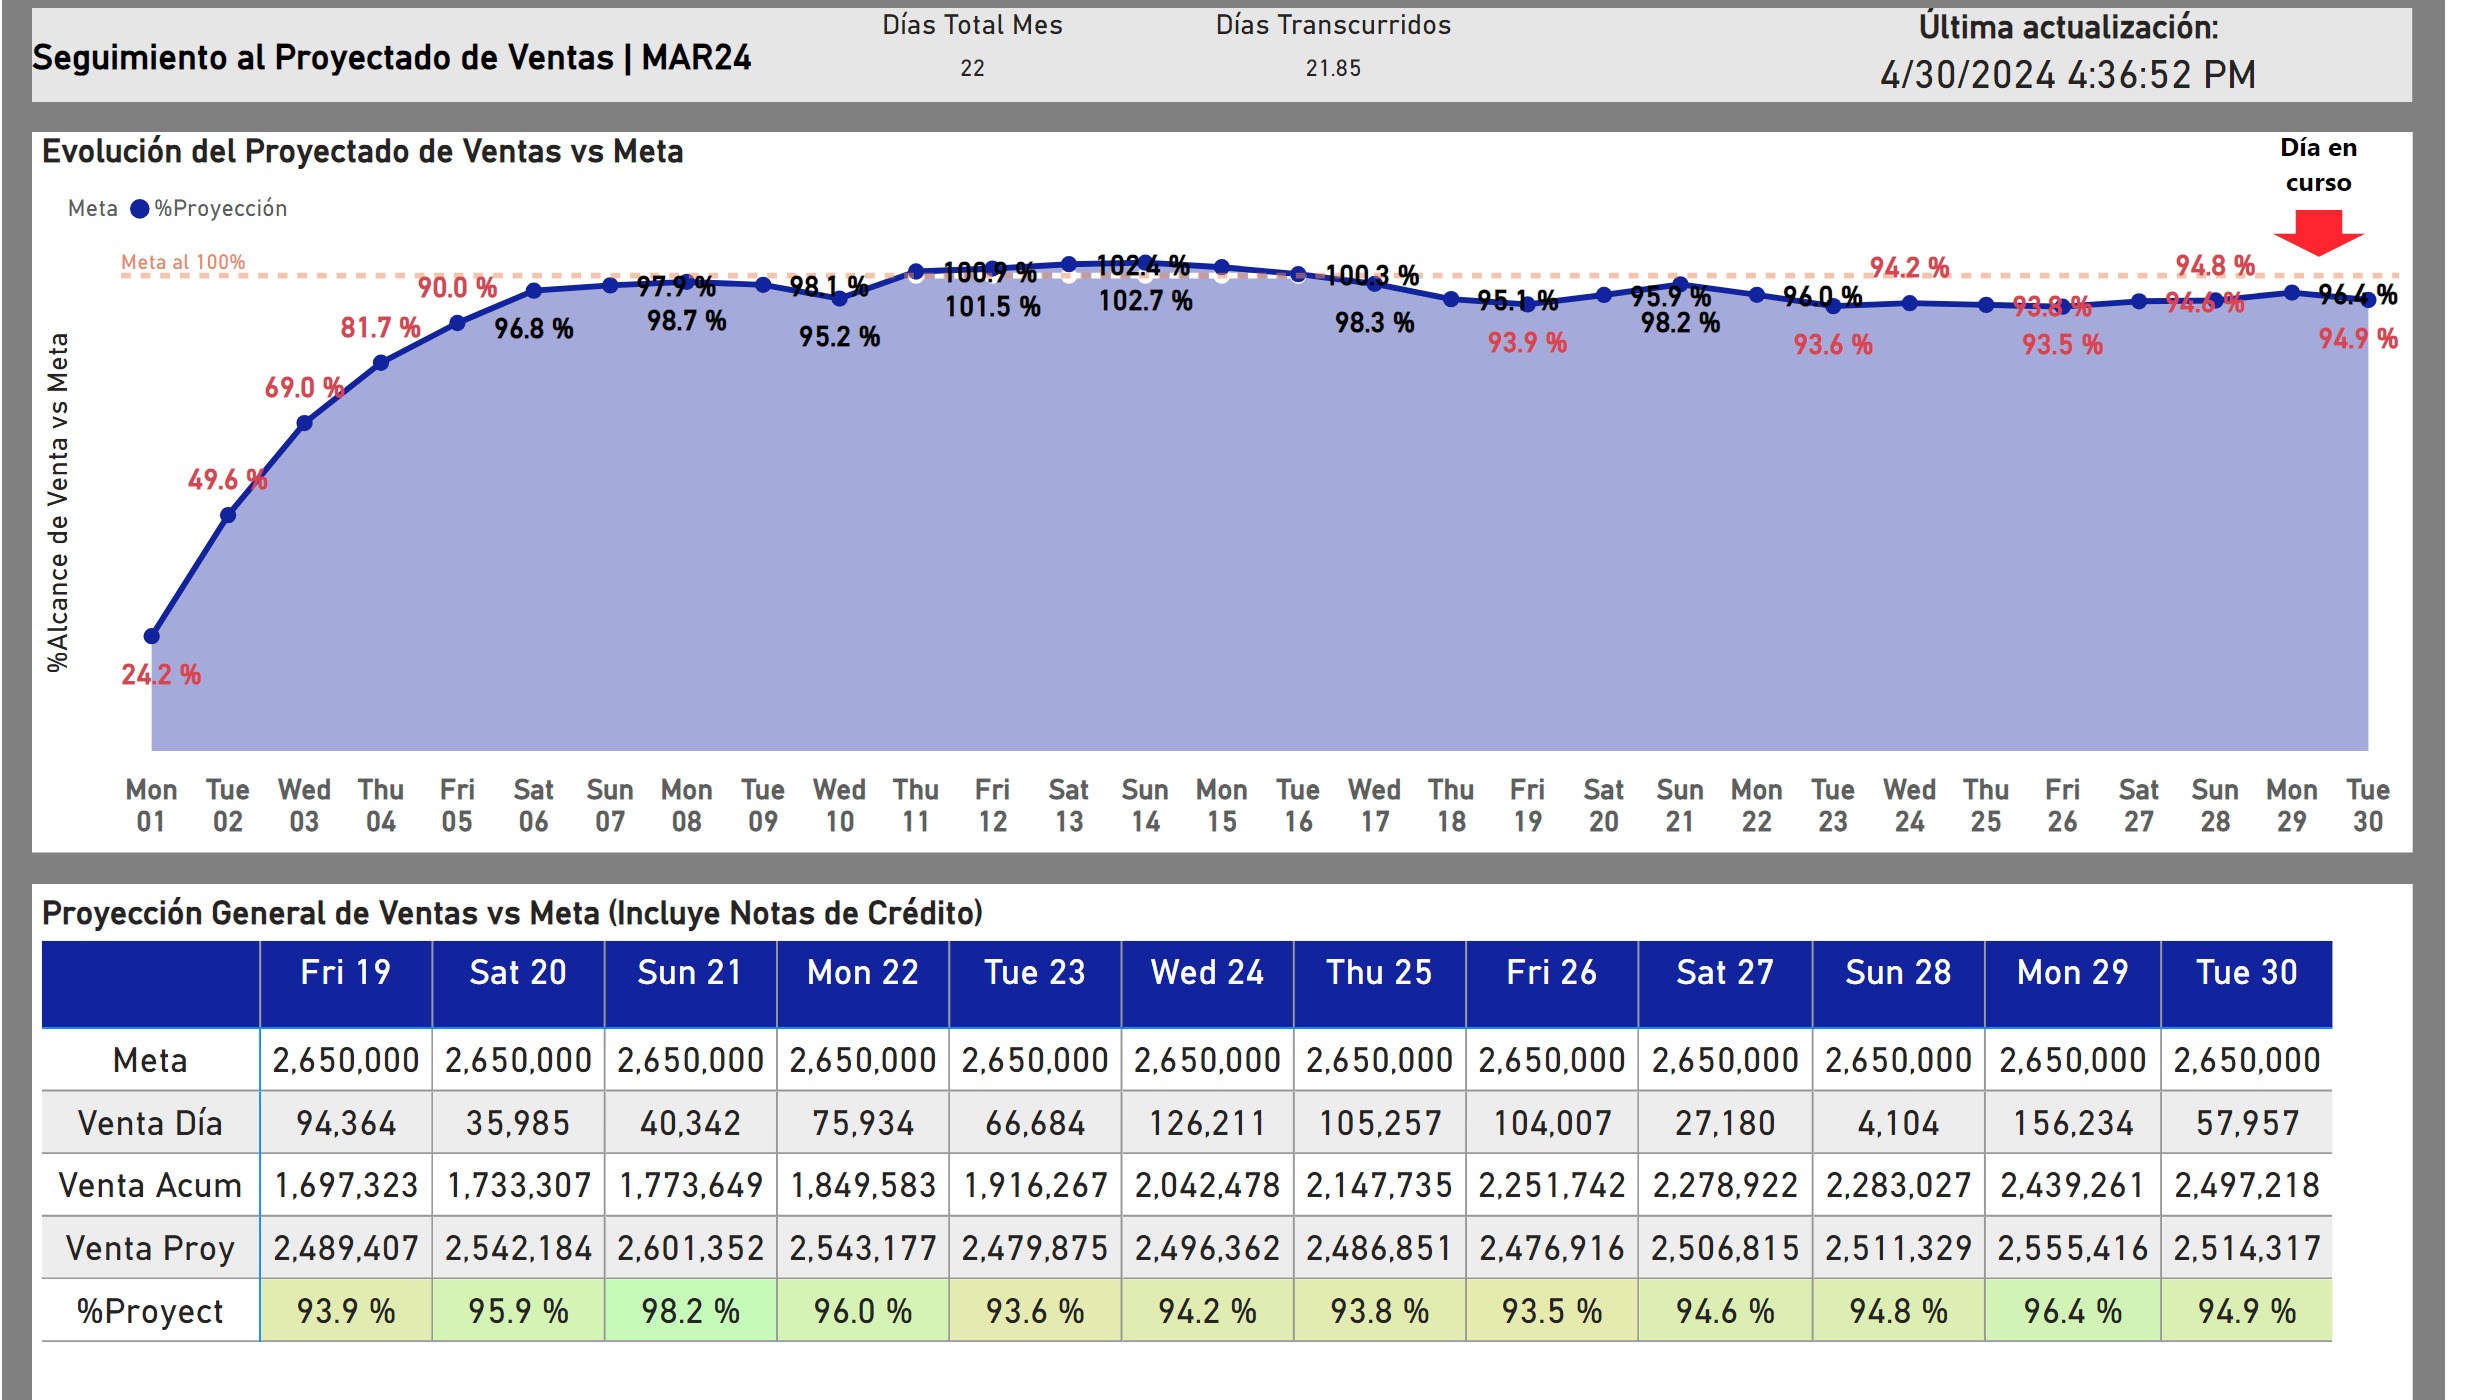 Seguimiento al Proyectado de Ventas | MAR24
Días Total Mes
22
Días Transcurridos
21.85
Última actualización:
4/30/2024 4:36:52 PM
Evolución del Proyectado de Ventas vs Meta
Día en
curso
Meta %Proyección
Meta al 100%
%Alcance de Venta vs Meta
24.2 %
49.6 %
69.0 %
81.7 %
90.0 %
96.8 %
97.9 %
98.7 %
98.1 %
95.2 %
100.9 %
101.5 %
102.4 %
102.7 %
100.3 %
98.3 %
95.1 %
93.9 %
95.9 %
98.2 %
96.0 %
93.6 %
94.2 %
93.8 %
93.5 %
94.6 %
94.8 %
96.4 %
94.9 %
Mon Tue Wed Thu Fri Sat Sun Mon Tue Wed Thu Fri Sat Sun Mon Tue Wed Thu Fri Sat Sun Mon Tue Wed Thu Fri Sat Sun Mon Tue
01 02 03 04 05 06 07 08 09 10 11 12 13 14 15 16 17 18 19 20 21 22 23 24 25 26 27 28 29 30
Proyección General de Ventas vs Meta (Incluye Notas de Crédito)
Fri 19 Sat 20 Sun 21 Mon 22 Tue 23 Wed 24 Thu 25 Fri 26 Sat 27 Sun 28 Mon 29 Tue 30
Meta 2,650,000 2,650,000 2,650,000 2,650,000 2,650,000 2,650,000 2,650,000 2,650,000 2,650,000 2,650,000 2,650,000 2,650,000
Venta Día 94,364 35,985 40,342 75,934 66,684 126,211 105,257 104,007 27,180 4,104 156,234 57,957
Venta Acum 1,697,323 1,733,307 1,773,649 1,849,583 1,916,267 2,042,478 2,147,735 2,251,742 2,278,922 2,283,027 2,439,261 2,497,218
Venta Proy 2,489,407 2,542,184 2,601,352 2,543,177 2,479,875 2,496,362 2,486,851 2,476,916 2,506,815 2,511,329 2,555,416 2,514,317
%Proyect 93.9 % 95.9 % 98.2 % 96.0 % 93.6 % 94.2 % 93.8 % 93.5 % 94.6 % 94.8 % 96.4 % 94.9 %